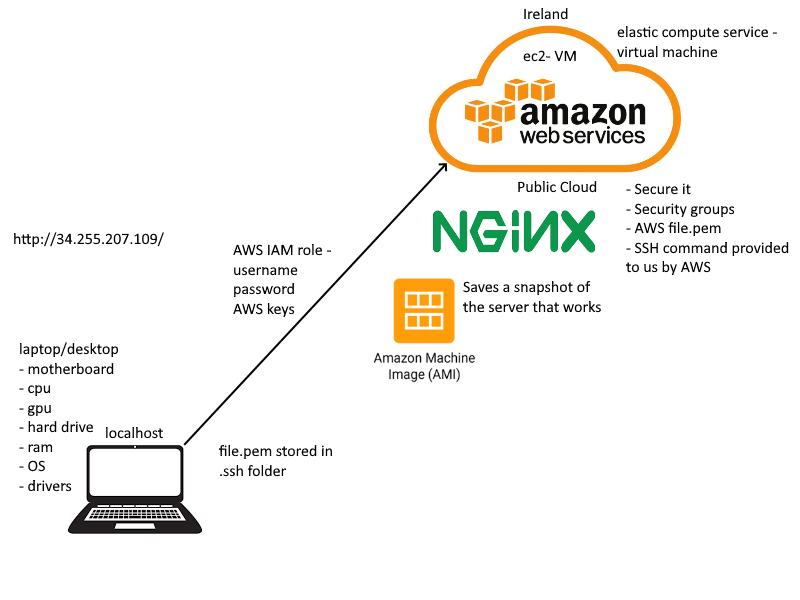 Ireland
elastic compute service -
virtual machine
ec2- VM
amazon
webservices
Public Cloud
- Secure it
- Security groups
- AWS file.pem
- SSH command provided
to us by AWS
NGINX
http://34.255.207.109/
AWS IAM role -
username
password
AWS keys
Saves a snapshot of
the server that works
Amazon Machine
Image (AMI)
laptop/desktop
- motherboard
- cpu
- gpu
- hard drive
- ram
- OS
- drivers
localhost
file.pem stored in
.ssh folder